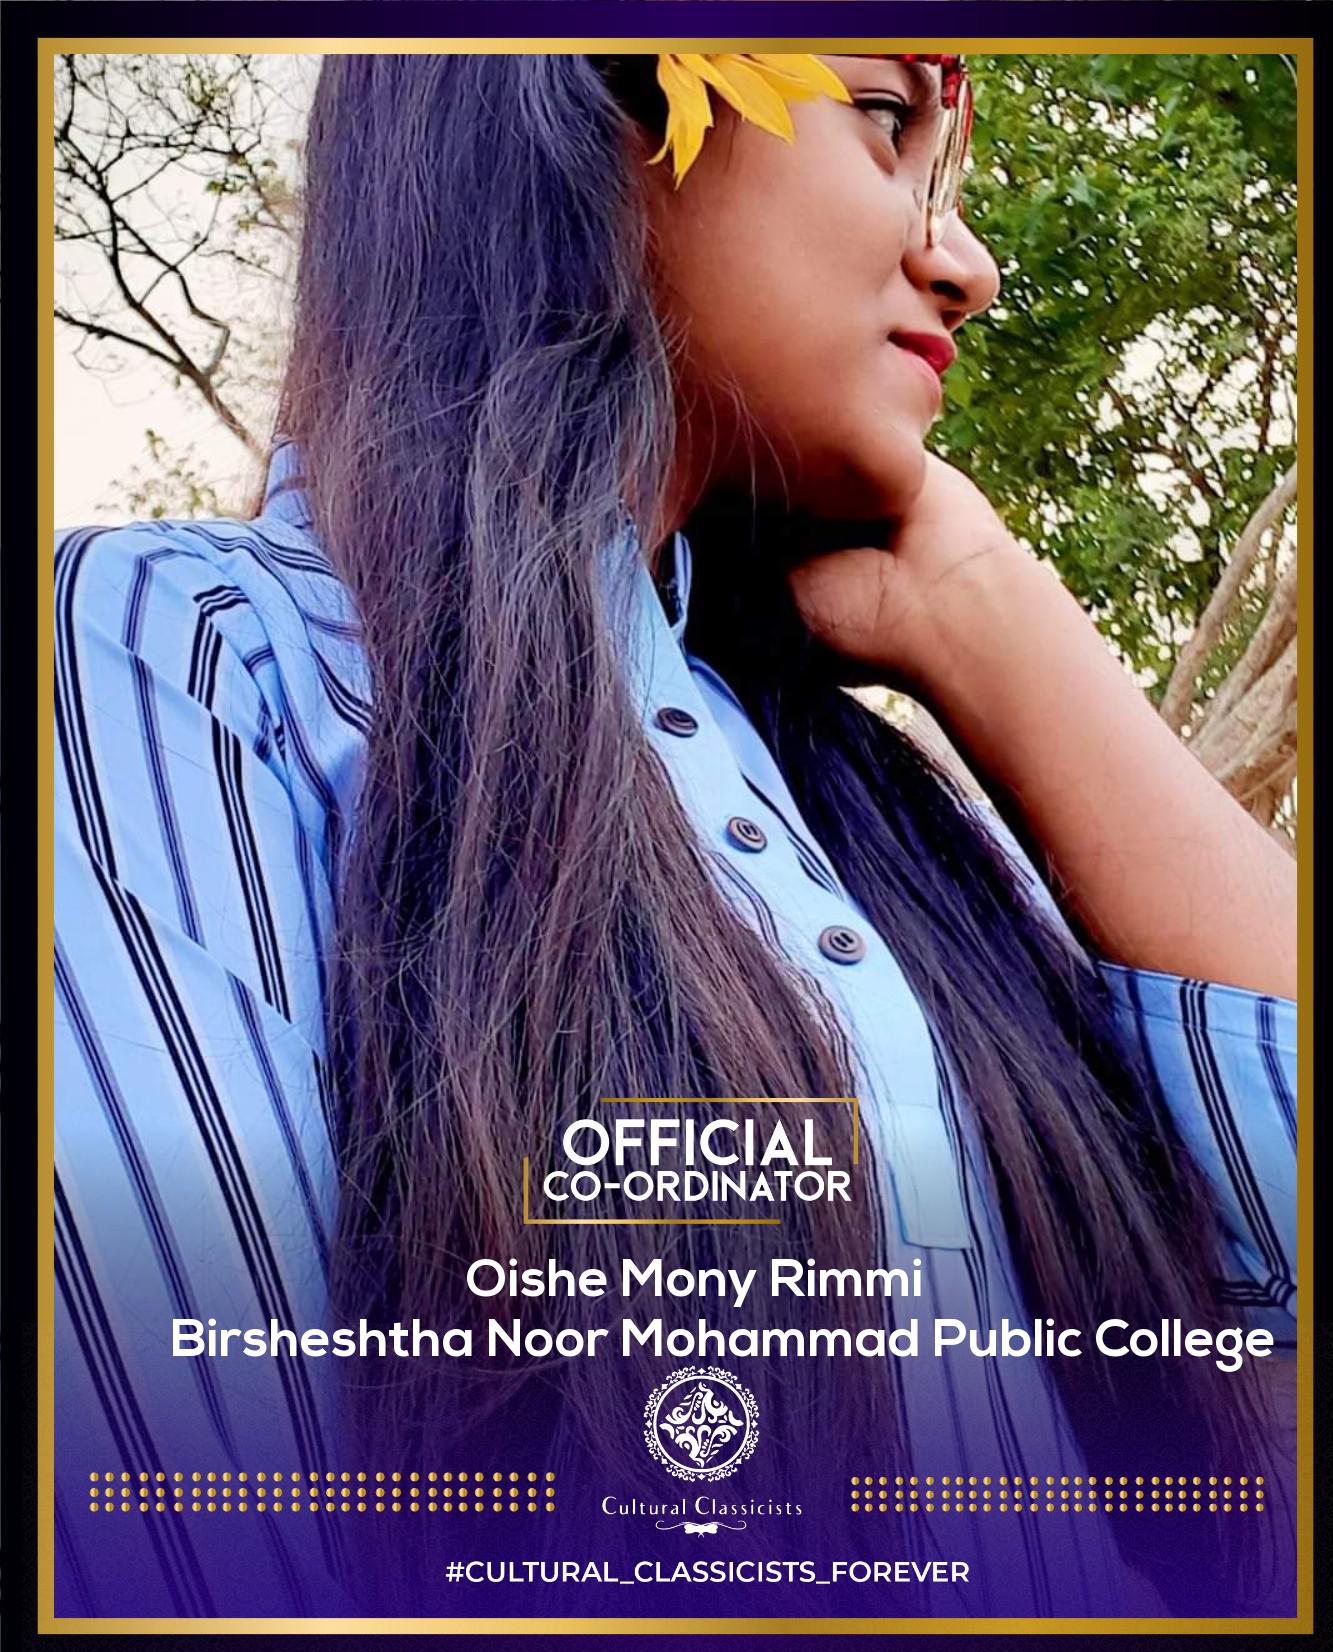 OFFICIAL
CO-ORDINATOR
Oishe Mony Rimmi
Birsheshtha Noor Mohammad Public College
Cultural Classicists
#CULTURAL_CLASSICISTS_FOREVER